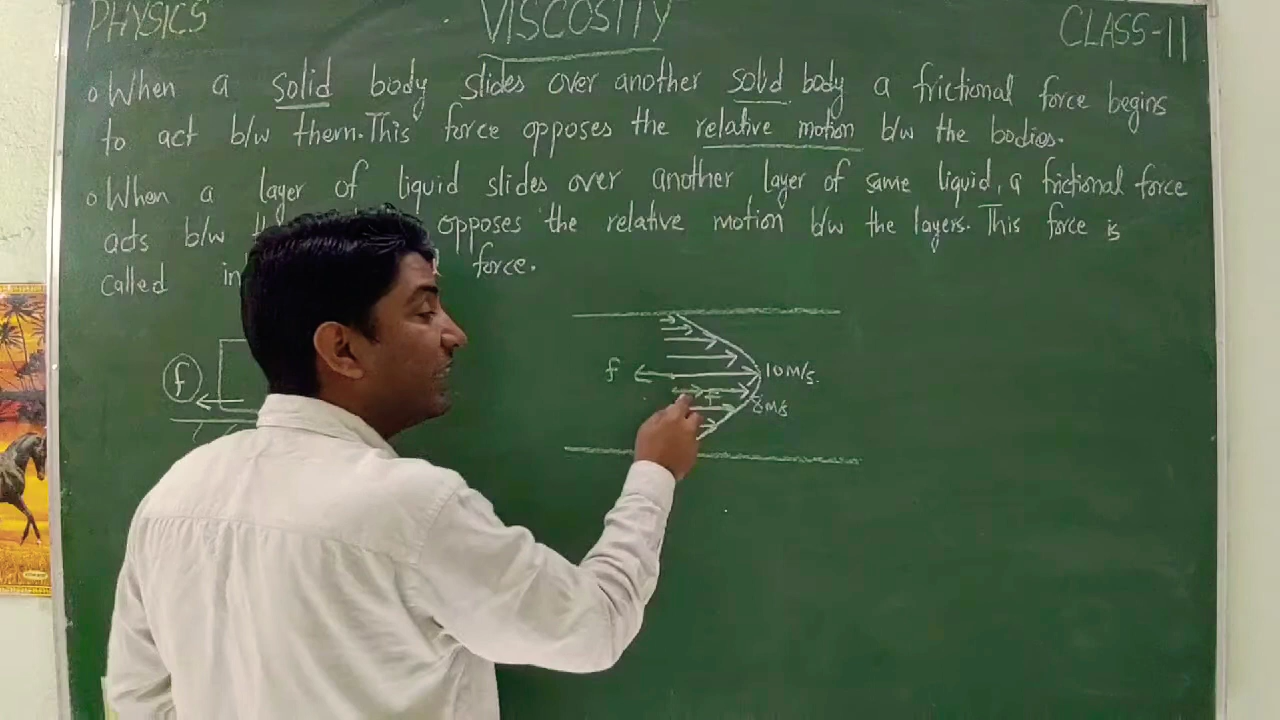 PHYSICS VISCOSITY CLASS-11
o When a solid body slides over another solid body a frictional force begins
to act b/w them. This force opposes the relative motion b/w the bodies.
o When a layer of liquid slides over another layer of same liquid, a frictional force
acts b/w opposes the relative motion b/w the layers. This force is
called in force.
f
f 10M/s.
f
8M/s